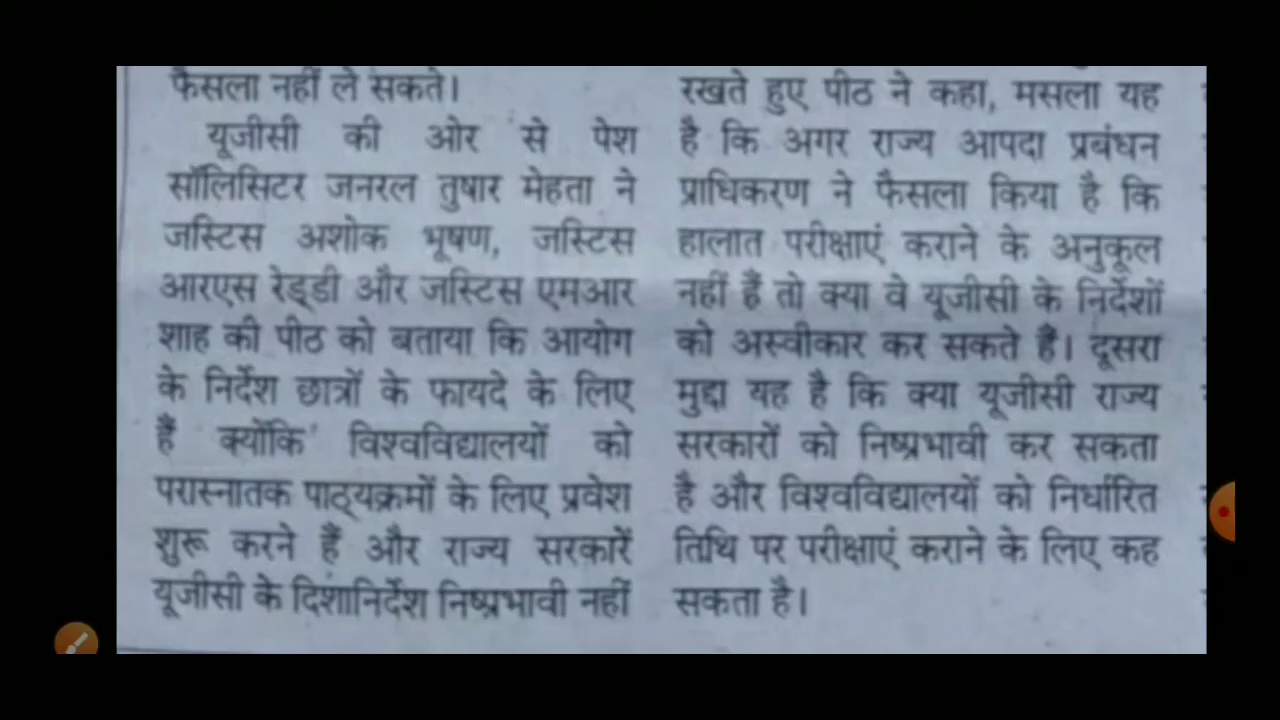 फैसला नहीं ले सकते।
यूजीसी की ओर से पेश
सॉलिसिटर जनरल तुषार मेहता ने
जस्टिस अशोक भूषण, जस्टिस
आरएस रेड्डी और जस्टिस एमआर
शाह की पीठ को बताया कि आयोग
के निर्देश छात्रों के फायदे के लिए
हैं क्योंकि विश्वविद्यालयों को
परास्नातक पाठ्यक्रमों के लिए प्रवेश
शुरू करने हैं और राज्य सरकारें
यूजीसी के दिशानिर्देश निष्प्रभावी नहीं
रखते हुए पीठ ने कहा, मसला यह
है कि अगर राज्य आपदा प्रबंधन
प्राधिकरण ने फैसला किया है कि
हालात परीक्षाएं कराने के अनुकूल
नहीं हैं तो क्या वे यूजीसी के निर्देशों
को अस्वीकार कर सकते हैं। दूसरा
मुद्दा यह है कि क्या यूजीसी राज्य
सरकारों को निष्प्रभावी कर सकता
है और विश्वविद्यालयों को निर्धारित
तिथि पर परीक्षाएं कराने के लिए कह
सकता है।